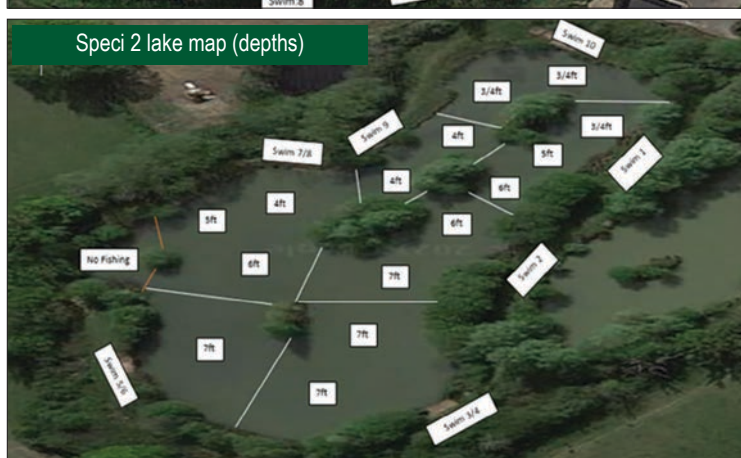 Swim 8
Speci 2 lake map (depths)
Swim 10
3/4ft
3/4ft
3/4ft
Swim 9
4ft
Swim 7/8
5ft
Swim 1
4ft
6ft
4ft
5ft
6ft
No Fishing
6ft
7ft
Swim 2
7ft
7ft
Swim 5/6
7ft
Swim 3/4